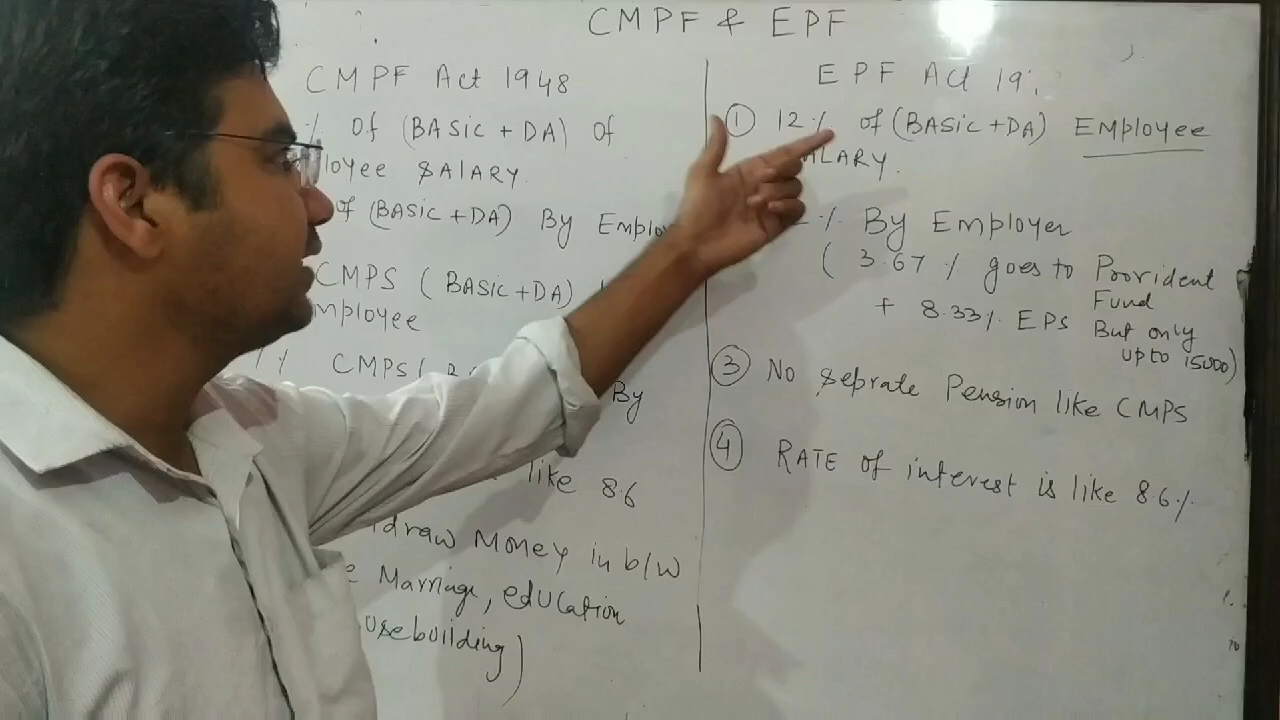 CMPF & EPF
CMPF Act 1948
% Of (BASic + DA) Of
loyee SALARY.
of (BASic + DA) By Emplo
CMPS ( BASic + DA)
mployee
% CMPS (
By
like 8.6
draw Money in b/w
Marriage, education
usebuilding)
EPF Act 19
① 12 % of (BASic + DA) Employee
ALARY.
% By Employer
( 3.67 % goes to Provident
Fund
+ 8.33% EPS But only
upto 15000)
③ No seprate Pension like CMPS
④ RATE of interest is like 8.6 %